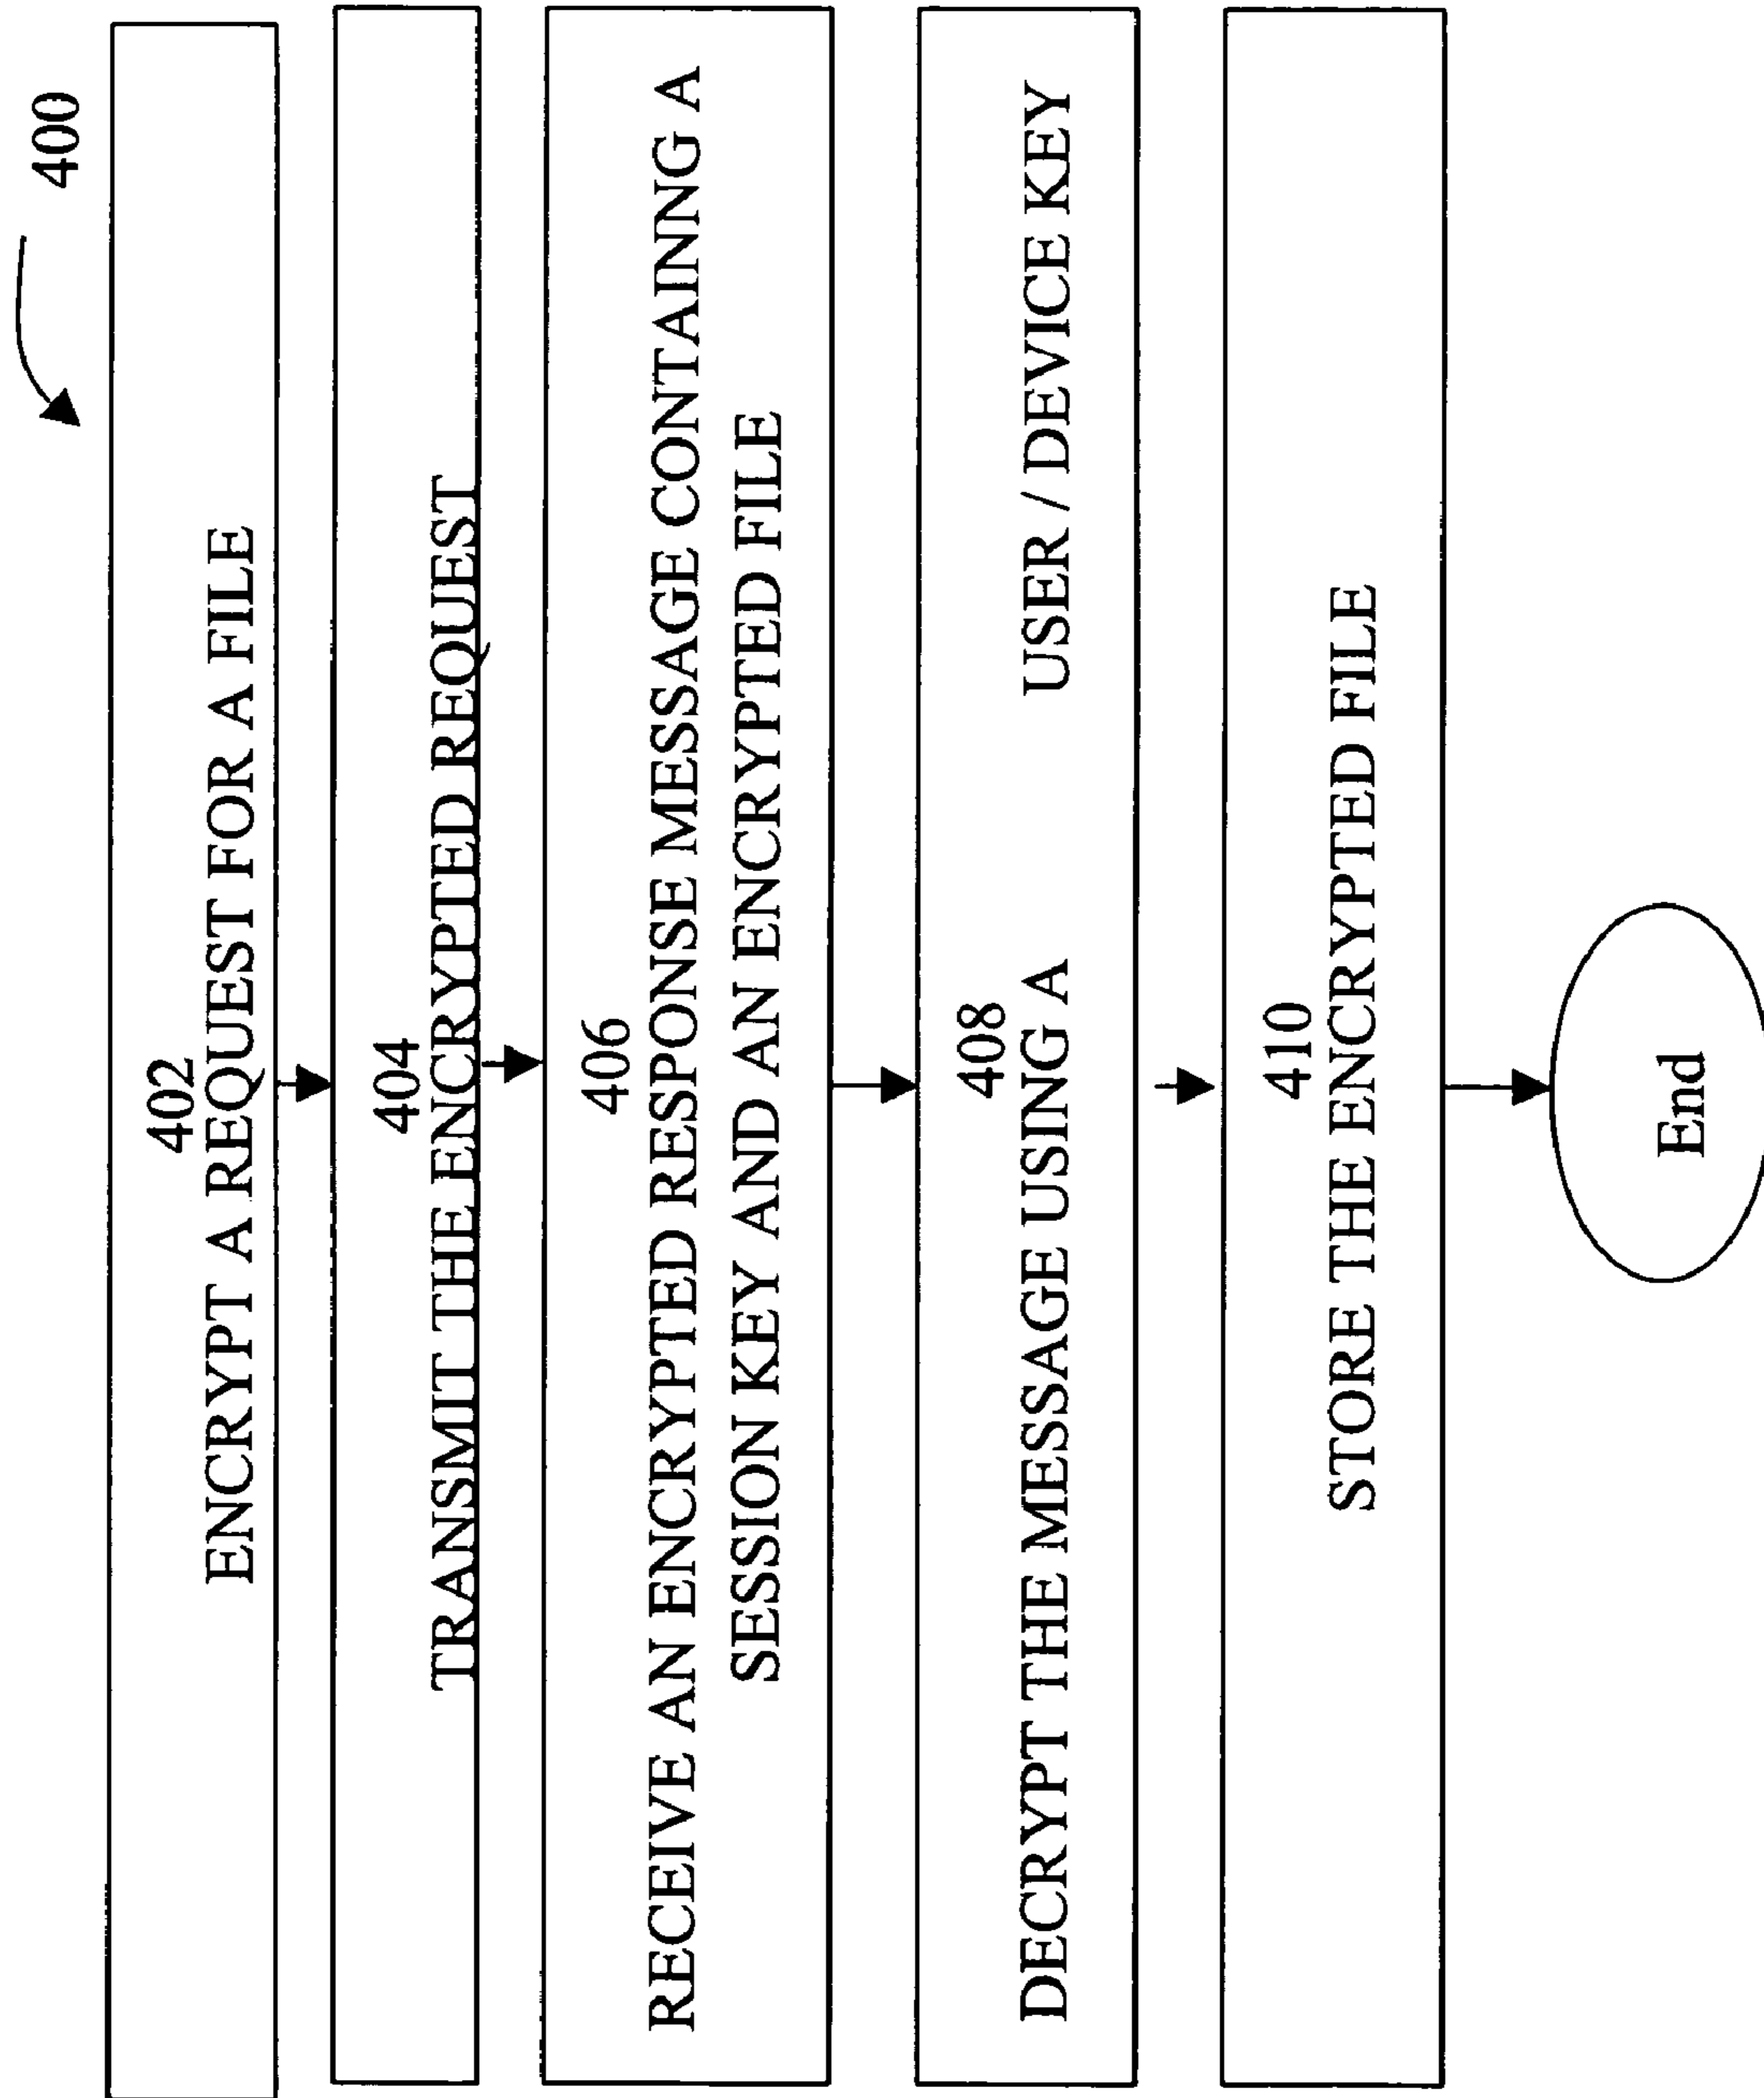 400
402
ENCRYPT A REQUEST FOR A FILE
404
TRANSMIT THE ENCRYPTED REQUEST
406
RECEIVE AN ENCRYPTED RESPONSE MESSAGE CONTAINNG A
SESSION KEY AND AN ENCRYPTED FILE
408
DECRYPT THE MESSAGE USING A USER / DEVICE KEY
410
STORE THE ENCRYPTED FILE
End